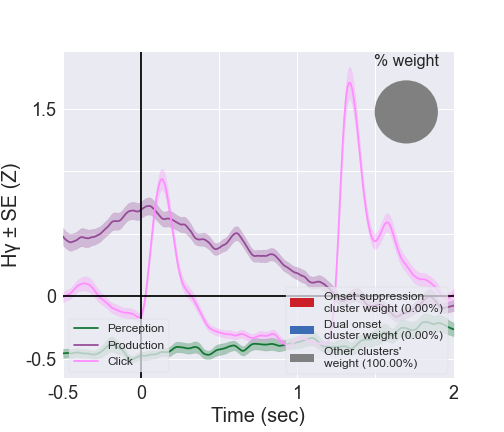 % weight
Hγ ± SE (Z)
1.5
0
-0.5
Perception
Production
Click
Onset suppression
cluster weight (0.00%)
Dual onset
cluster weight (0.00%)
Other clusters'
weight (100.00%)
-0.5
0
1
2
Time (sec)